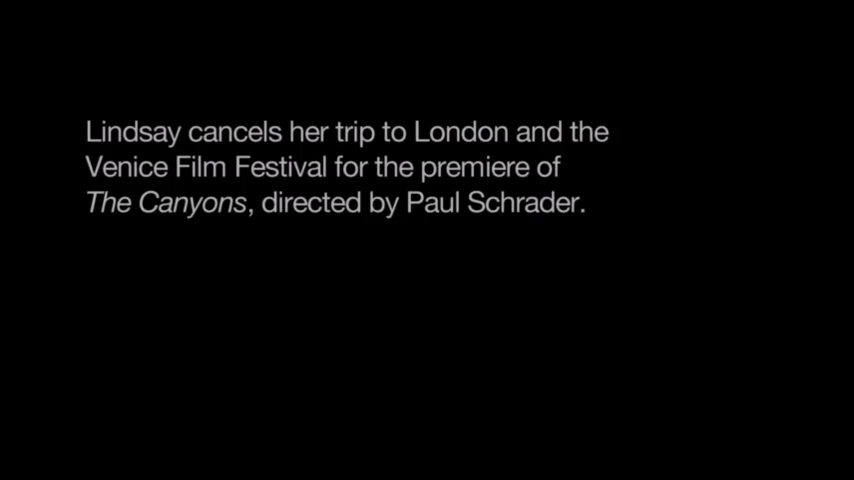 Lindsay cancels her trip to London and the
Venice Film Festival for the premiere of
The Canyons, directed by Paul Schrader.